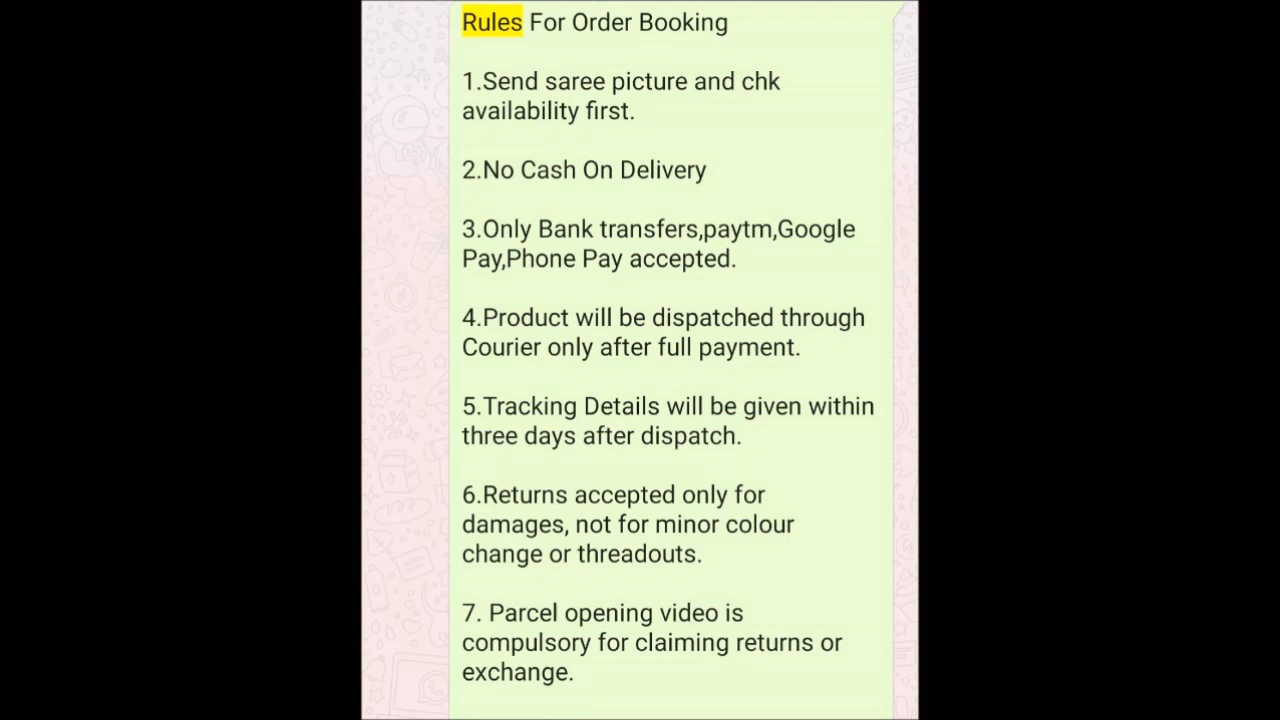 Rules For Order Booking
1.Send saree picture and chk
availability first.
2.No Cash On Delivery
3.Only Bank transfers,paytm,Google
Pay,Phone Pay accepted.
4.Product will be dispatched through
Courier only after full payment.
5.Tracking Details will be given within
three days after dispatch.
6.Returns accepted only for
damages, not for minor colour
change or threadouts.
7. Parcel opening video is
compulsory for claiming returns or
exchange.